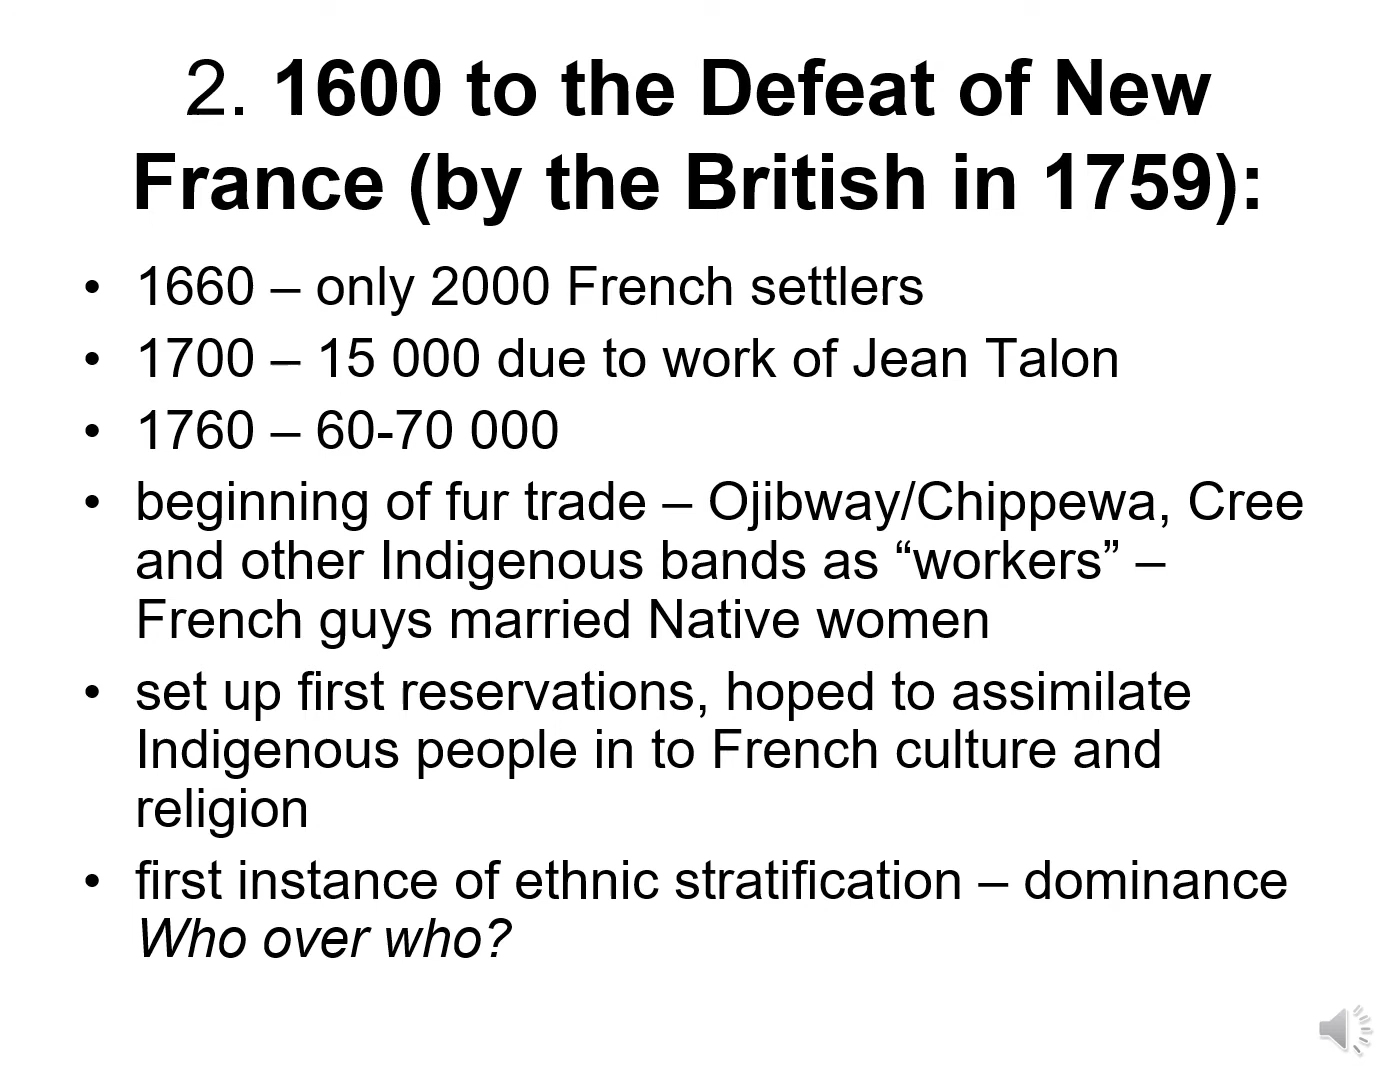 2. 1600 to the Defeat of New
France (by the British in 1759):
• 1660 – only 2000 French settlers
• 1700 – 15 000 due to work of Jean Talon
• 1760 – 60-70 000
• beginning of fur trade – Ojibway/Chippewa, Cree
and other Indigenous bands as “workers” –
French guys married Native women
• set up first reservations, hoped to assimilate
Indigenous people in to French culture and
religion
• first instance of ethnic stratification – dominance
Who over who?